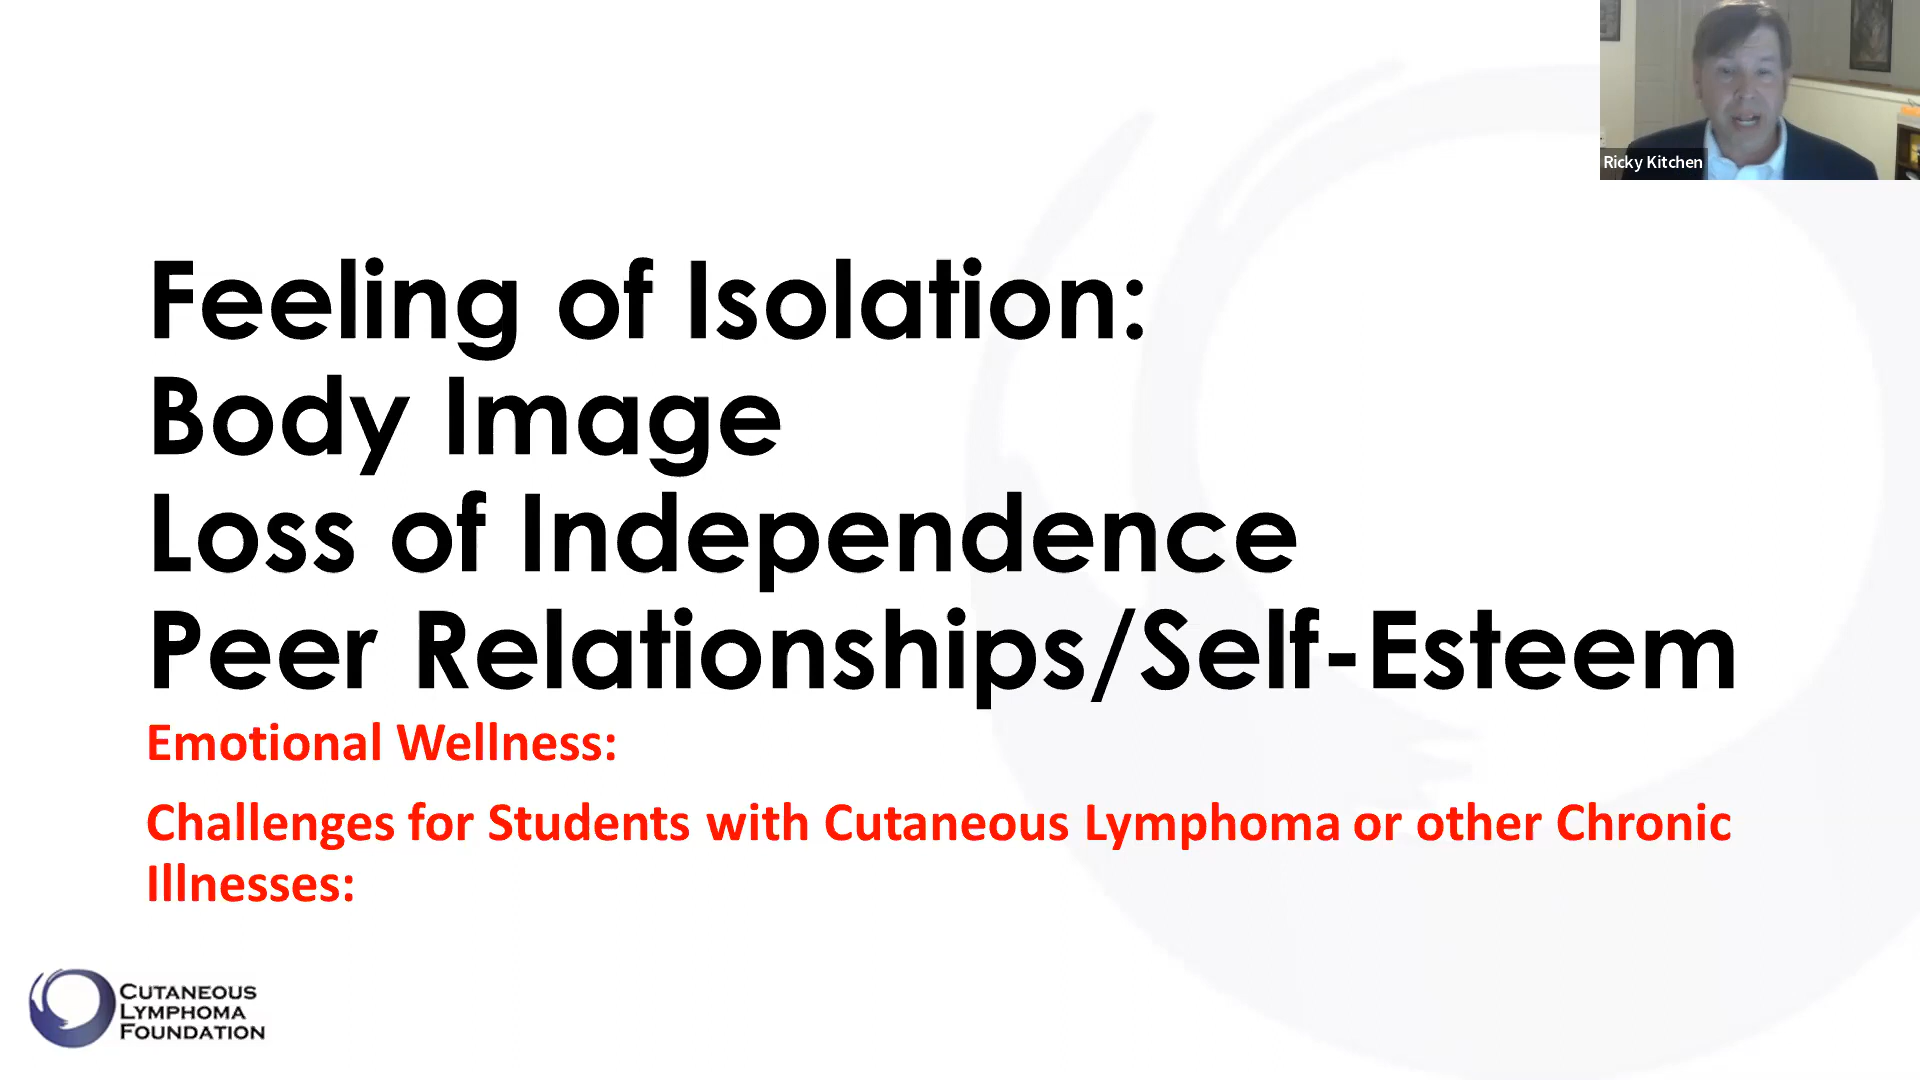 Ricky Kitchen
Feeling of Isolation:
Body Image
Loss of Independence
Peer Relationships/Self-Esteem
Emotional Wellness:
Challenges for Students with Cutaneous Lymphoma or other Chronic
Illnesses:
CUTANEOUS
LYMPHOMA
FOUNDATION